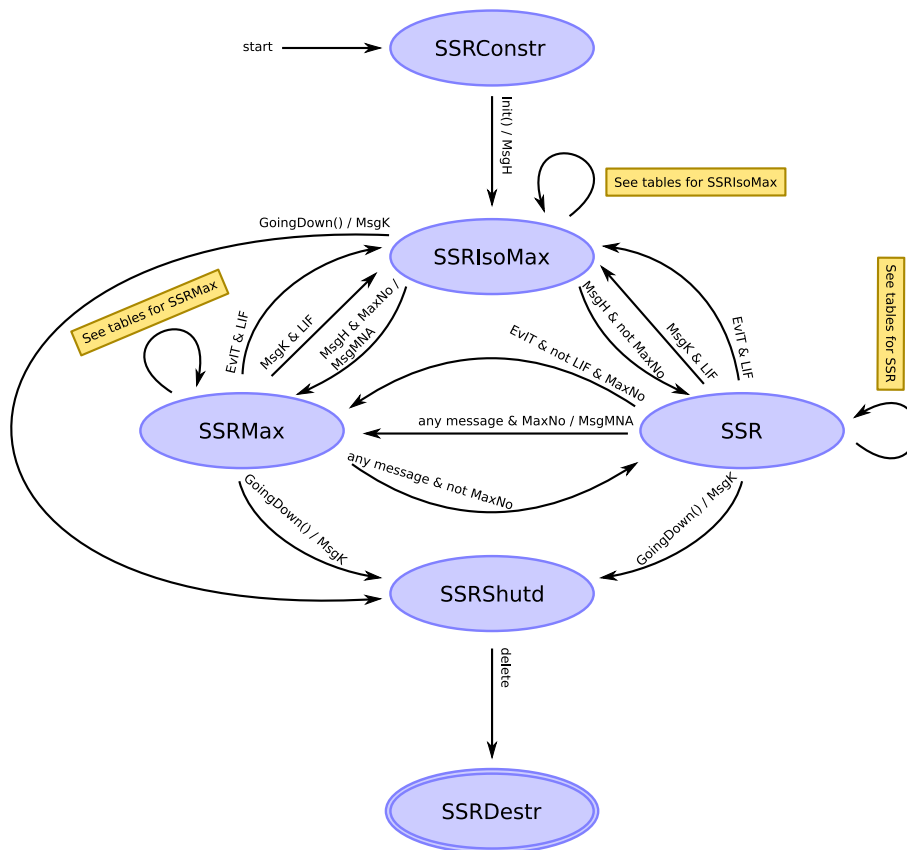 start
SSRConstr
Init() / MsgH
See tables for SSRIsoMax
GoingDown() / MsgK
SSRIsoMax
See tables for SSRMax
See tables for SSR
EvIT & LIF
MsgK & LIF
MsgH & MaxNo /
MsgMNA
MsgH & not MaxNo
MsgK & LIF
EvIT & LIF
EvIT & not LIF & MaxNo
SSRMax
any message & MaxNo / MsgMNA
SSR
any message & not MaxNo
GoingDown() / MsgK
GoingDown() / MsgK
SSRShutd
delete
SSRDestr